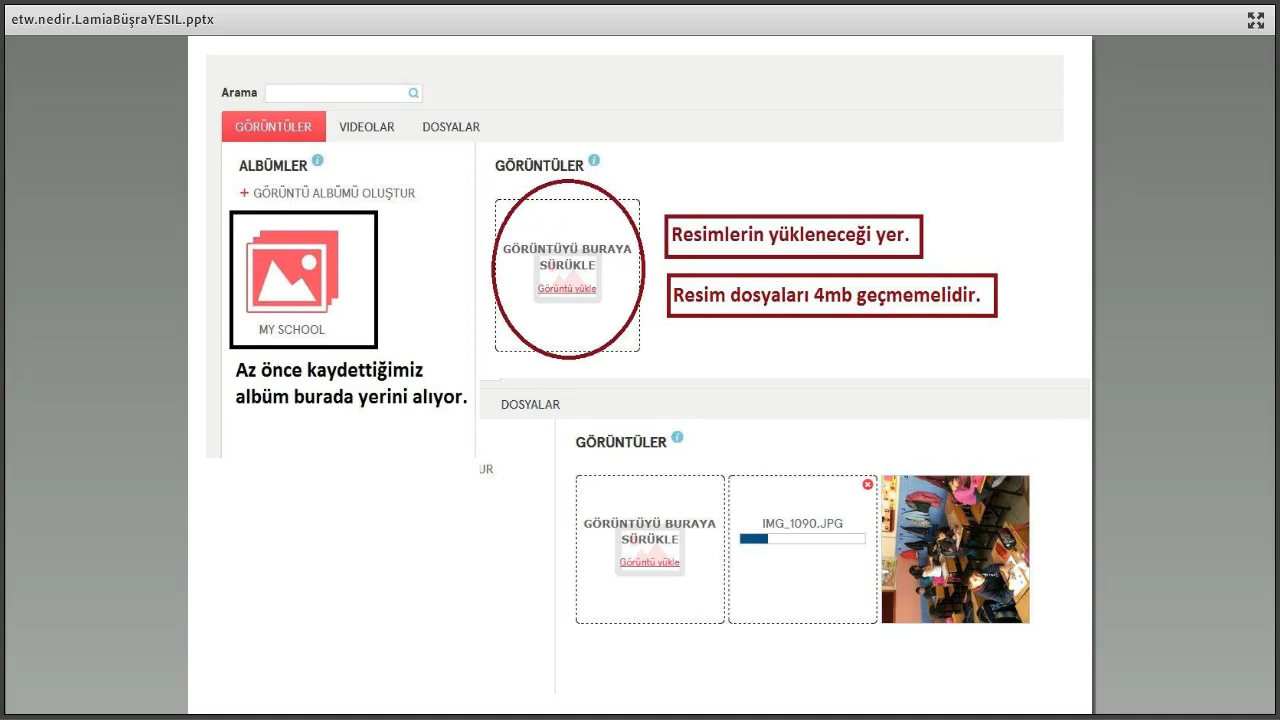 etw.nedir.LamiaBüşraYESIL.pptx
Arama
GÖRÜNTÜLER VIDEOLAR DOSYALAR
ALBÜMLER
+ GÖRÜNTÜ ALBÜMÜ OLUŞTUR
MY SCHOOL
Az önce kaydettiğimiz
albüm burada yerini alıyor.
GÖRÜNTÜLER
GÖRÜNTÜYÜ BURAYA
SÜRÜKLE
Görüntü yükle
Resimlerin yükleneceği yer.
Resim dosyaları 4mb geçmemelidir.
DOSYALAR
UR
GÖRÜNTÜLER
GÖRÜNTÜYÜ BURAYA
SÜRÜKLE
Görüntü yükle
IMG_1090.JPG